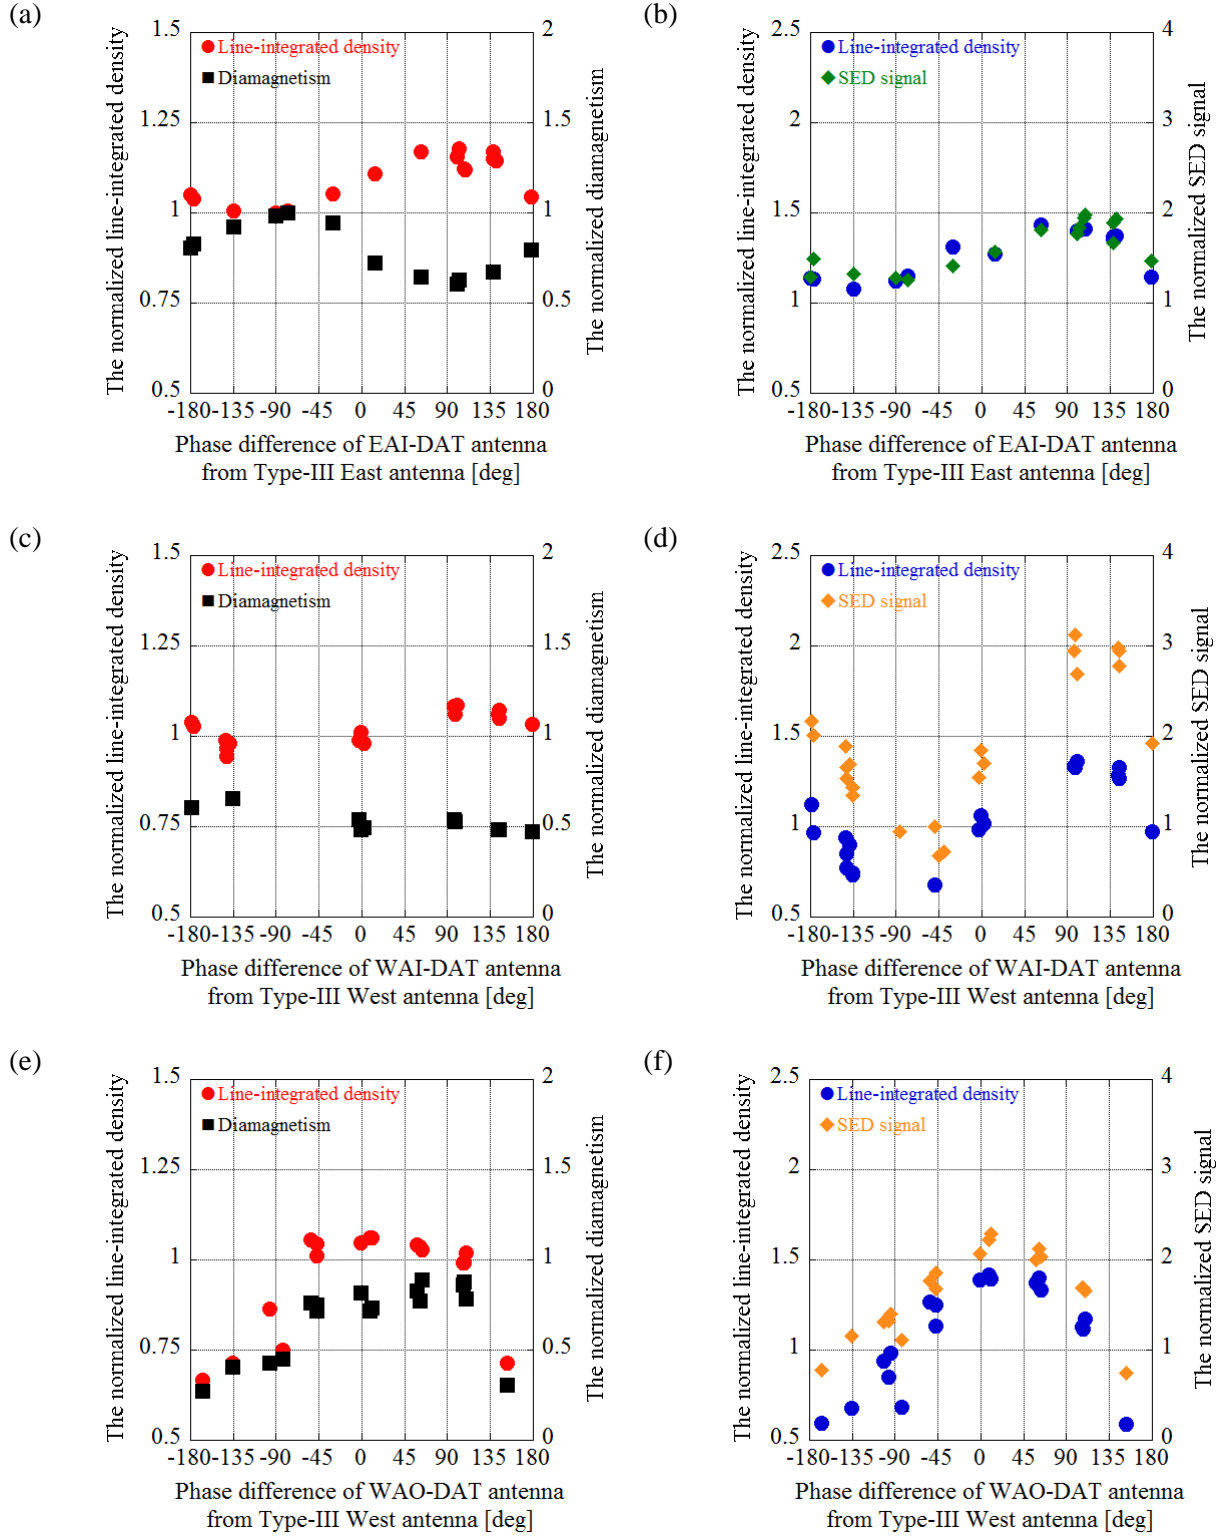 (a)
The normalized line-integrated density
1.5
1.25
1
0.75
0.5
Line-integrated density
Diamagnetism
2
1.5
1
0.5
0
The normalized diamagnetism
-180 -135 -90 -45 0 45 90 135 180
Phase difference of EAI-DAT antenna
from Type-III East antenna [deg]
(b)
The normalized line-integrated density
2.5
2
1.5
1
0.5
Line-integrated density
SED signal
4
3
2
1
0
The normalized SED signal
-180 -135 -90 -45 0 45 90 135 180
Phase difference of EAI-DAT antenna
from Type-III East antenna [deg]
(c)
The normalized line-integrated density
1.5
1.25
1
0.75
0.5
Line-integrated density
Diamagnetism
2
1.5
1
0.5
0
The normalized diamagnetism
-180 -135 -90 -45 0 45 90 135 180
Phase difference of WAI-DAT antenna
from Type-III West antenna [deg]
(d)
The normalized line-integrated density
2.5
2
1.5
1
0.5
Line-integrated density
SED signal
4
3
2
1
0
The normalized SED signal
-180 -135 -90 -45 0 45 90 135 180
Phase difference of WAI-DAT antenna
from Type-III West antenna [deg]
(e)
The normalized line-integrated density
1.5
1.25
1
0.75
0.5
Line-integrated density
Diamagnetism
2
1.5
1
0.5
0
The normalized diamagnetism
-180 -135 -90 -45 0 45 90 135 180
Phase difference of WAO-DAT antenna
from Type-III West antenna [deg]
(f)
The normalized line-integrated density
2.5
2
1.5
1
0.5
Line-integrated density
SED signal
4
3
2
1
0
The normalized SED signal
-180 -135 -90 -45 0 45 90 135 180
Phase difference of WAO-DAT antenna
from Type-III West antenna [deg]